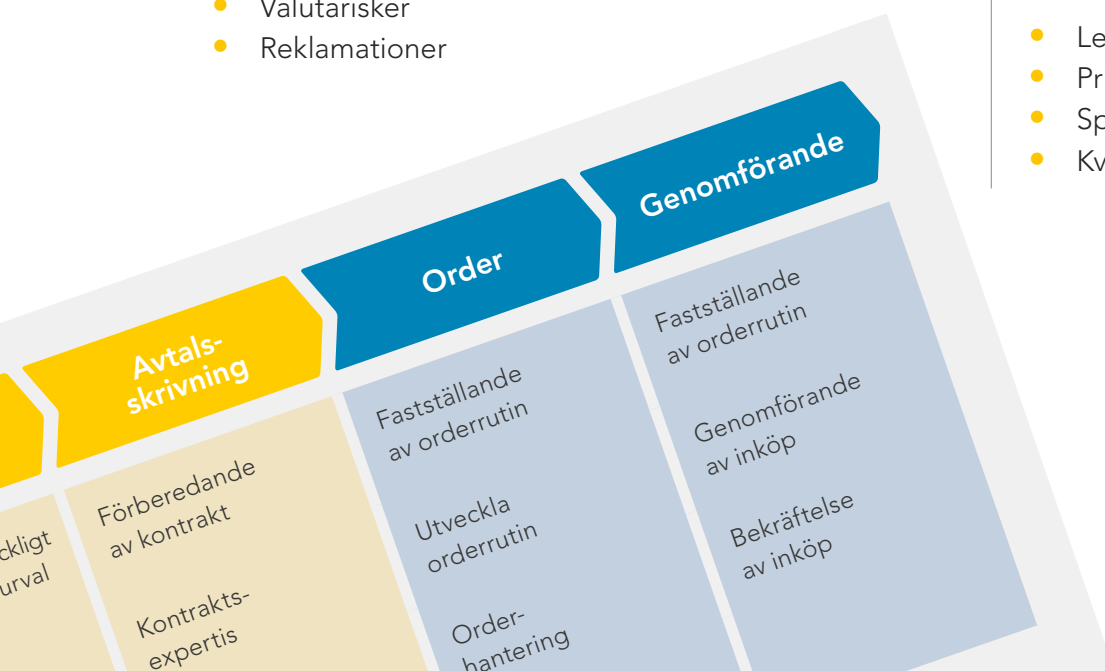 Valutarisker
Reklamationer
Genomförande
Order
Avtals-
skrivning
Fastställande
av orderrutin
Genomförande
av inköp
Bekräftelse
av inköp
Fastställande
av orderrutin
Utveckla
orderrutin
Order-
hantering
Förberedande
av kontrakt
Kontrakts-
expertis
urval